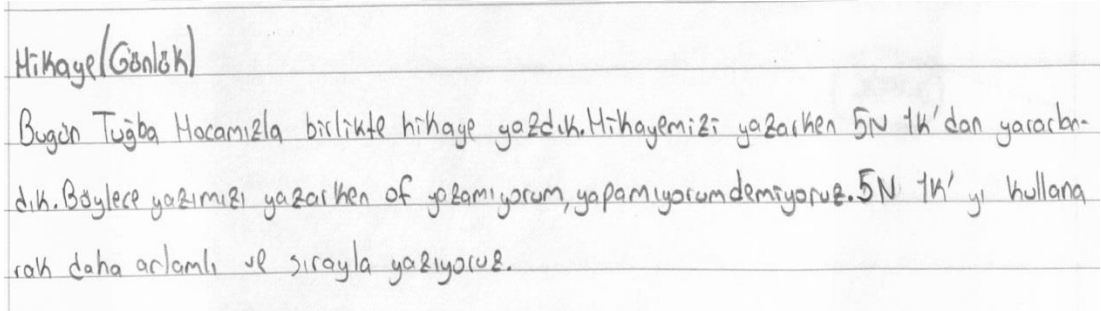 Hikaye (Günlük)
Bugün Tuğba Hocamızla birlikte hikaye yazdık. Hikayemizi yazarken 5N 1K'dan yararlan-
dık. Böylece yazımızı yazarken of yazamıyorum, yapamıyorum demiyoruz. 5N 1K' yı kullana
rak daha anlamlı ve sırayla yazıyoruz.